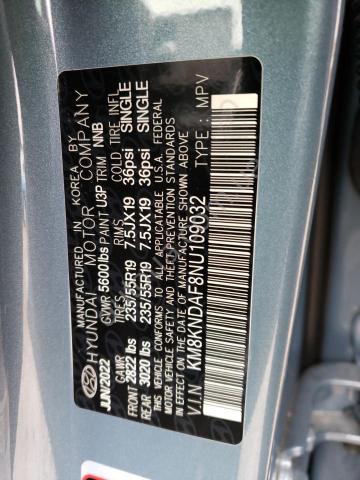 MANUFACTURED IN KOREA BY
HYUNDAI MOTOR COMPANY
JUN/2022 GVWR 5600 lbs PAINT U3P TRIM NNB
GAWR TIRES RIMS COLD TIRE INFL
FRONT 2822 lbs 235/55R19 7.5JX19 36psi SINGLE
REAR 3020 lbs 235/55R19 7.5JX19 36psi SINGLE
THIS VEHICLE CONFORMS TO ALL APPLICABLE U.S.A. FEDERAL
MOTOR VEHICLE SAFETY AND THEFT PREVENTION STANDARDS
IN EFFECT ON THE DATE OF MANUFACTURE SHOWN ABOVE
V.I.N : KM8KNDAF8NU109032 TYPE : MPV